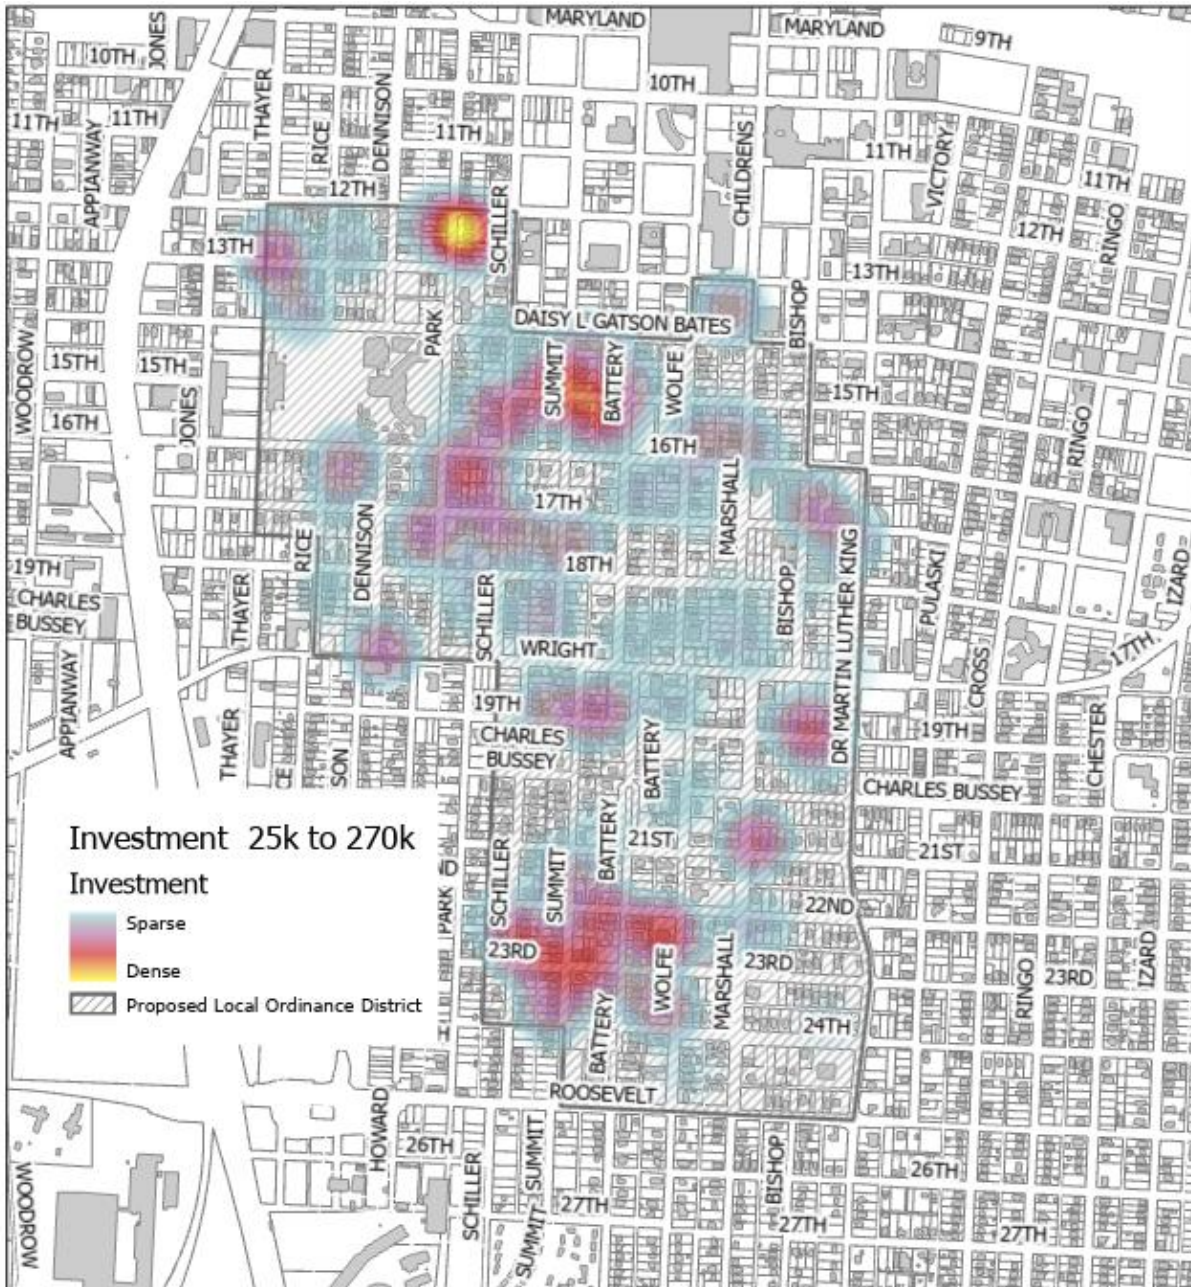 MARYLAND
MARYLAND
JONES
10TH
9TH
THAYER
10TH
DENNISON
11TH
11TH
RICE
11TH
CHILDRENS
11TH
VICTORY
APPIANWAY
12TH
SCHILLER
11TH
RINGO
12TH
13TH
13TH
BISHOP
WOODROW
PARK
DAISY L GATSON BATES
15TH
15TH
SUMMIT
BATTERY
WOLFE
15TH
JONES
16TH
16TH
RINGO
17TH
MARSHALL
RICE
DENNISON
18TH
DR MARTIN LUTHER KING
PULASKI
IZARD
19TH
CHARLES
BUSSEY
THAYER
SCHILLER
BISHOP
WRIGHT
17TH
APPIANWAY
CROSS
19TH
THAYER
CHARLES
BUSSEY
BATTERY
19TH
CHESTER
CE
SON
CHARLES BUSSEY
Investment 25k to 270k
Investment
Sparse
Dense
Proposed Local Ordinance District
SCHILLER
SUMMIT
BATTERY
21ST
21ST
PARK
22ND
23RD
WOLFE
MARSHALL
23RD
RINGO
23RD
IZARD
BATTERY
24TH
ROOSEVELT
HOWARD
26TH
SUMMIT
BISHOP
26TH
WOODROW
SCHILLER
SUMMIT
27TH
27TH
27TH